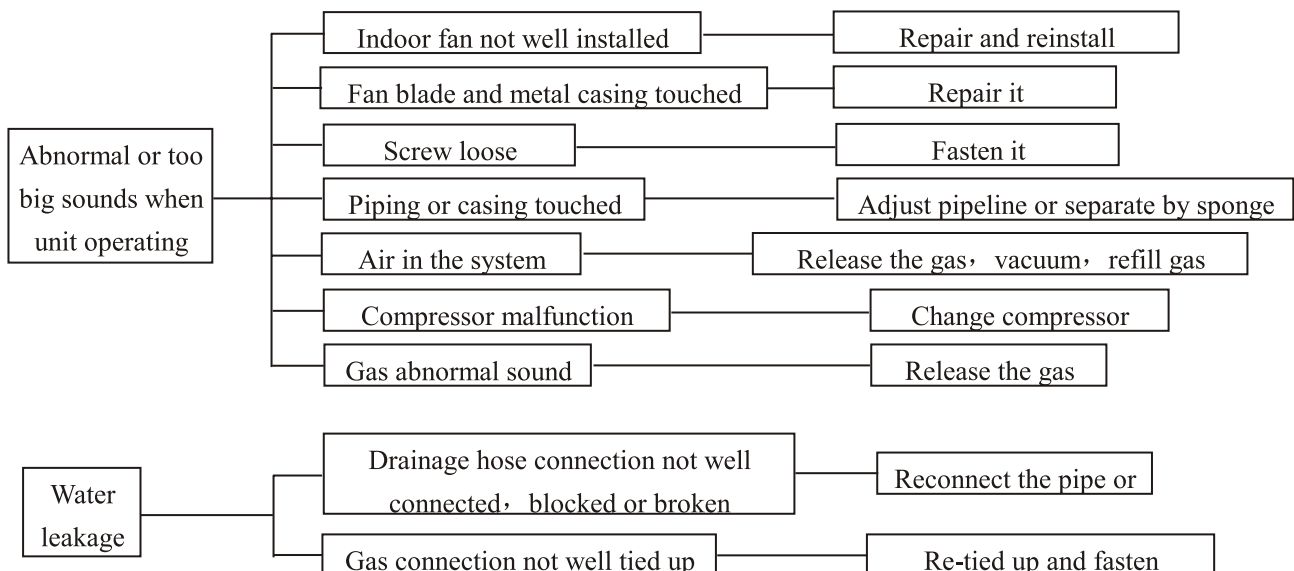 Indoor fan not well installed
Repair and reinstall
Fan blade and metal casing touched
Repair it
Abnormal or too
big sounds when
unit operating
Screw loose
Fasten it
Piping or casing touched
Adjust pipeline or separate by sponge
Air in the system
Release the gas，vacuum，refill gas
Compressor malfunction
Change compressor
Gas abnormal sound
Release the gas
Water
leakage
Drainage hose connection not well
connected，blocked or broken
Reconnect the pipe or
Gas connection not well tied up
Re-tied up and fasten